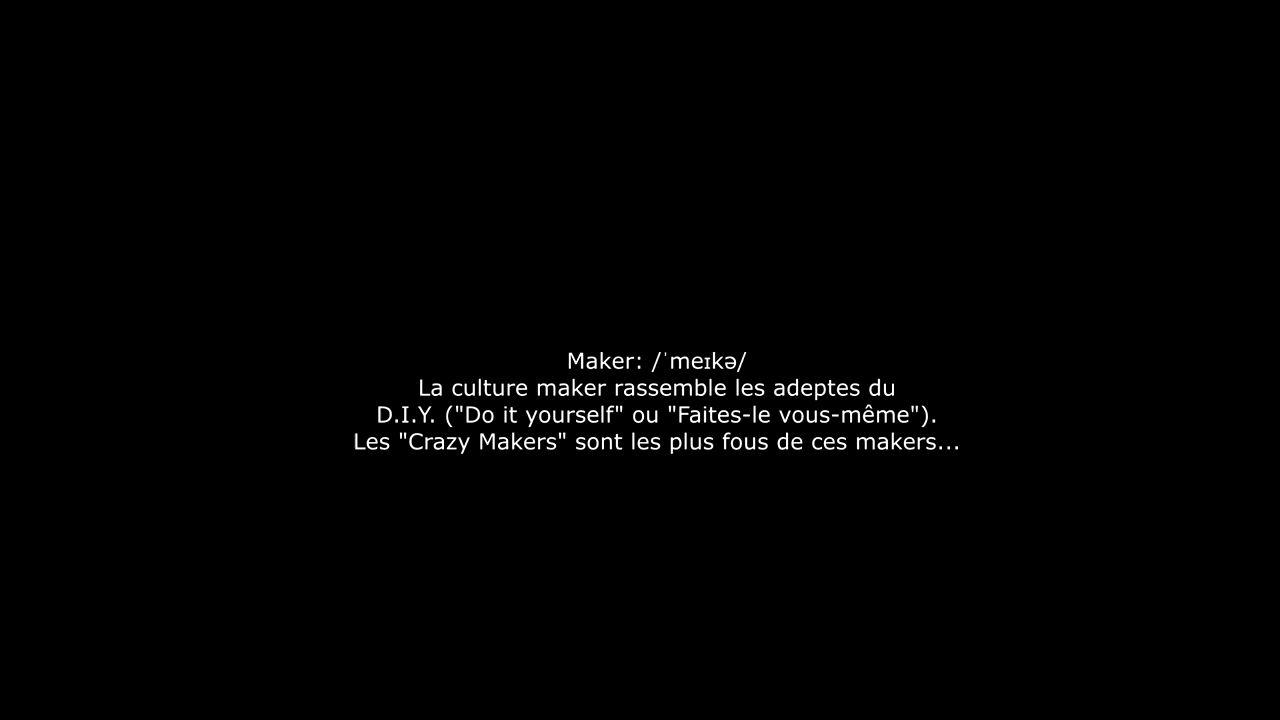 Maker: /ˈmeɪkə/
La culture maker rassemble les adeptes du
D.I.Y. ("Do it yourself" ou "Faites-le vous-même").
Les "Crazy Makers" sont les plus fous de ces makers...